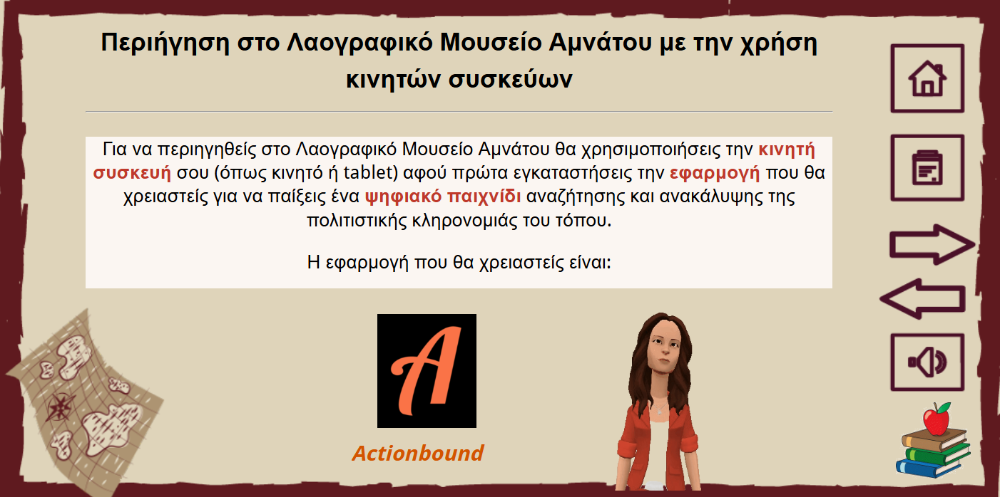 Περιήγηση στο Λαογραφικό Μουσείο Αμνάτου με την χρήση
κινητών συσκεύων
Για να περιηγηθείς στο Λαογραφικό Μουσείο Αμνάτου θα χρησιμοποιήσεις την κινητή
συσκευή σου (όπως κινητό ή tablet) αφού πρώτα εγκαταστήσεις την εφαρμογή που θα
χρειαστείς για να παίξεις ένα ψηφιακό παιχνίδι αναζήτησης και ανακάλυψης της
πολιτιστικής κληρονομιάς του τόπου.
Η εφαρμογή που θα χρειαστείς είναι:
A
Actionbound